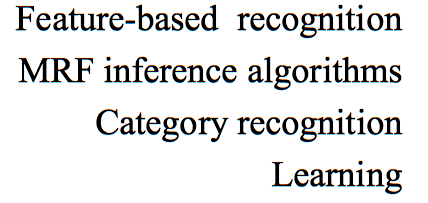 Feature-based recognition
MRF inference algorithms
Category recognition
Learning